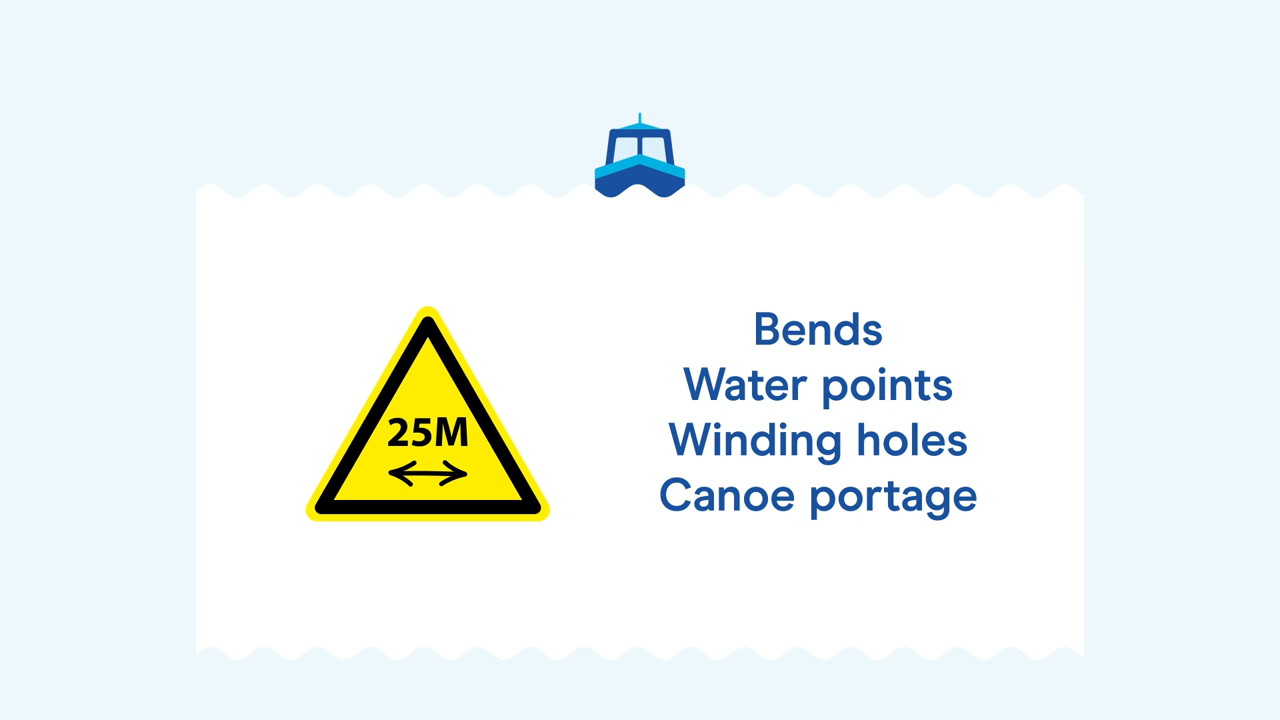 25M
Bends
Water points
Winding holes
Canoe portage